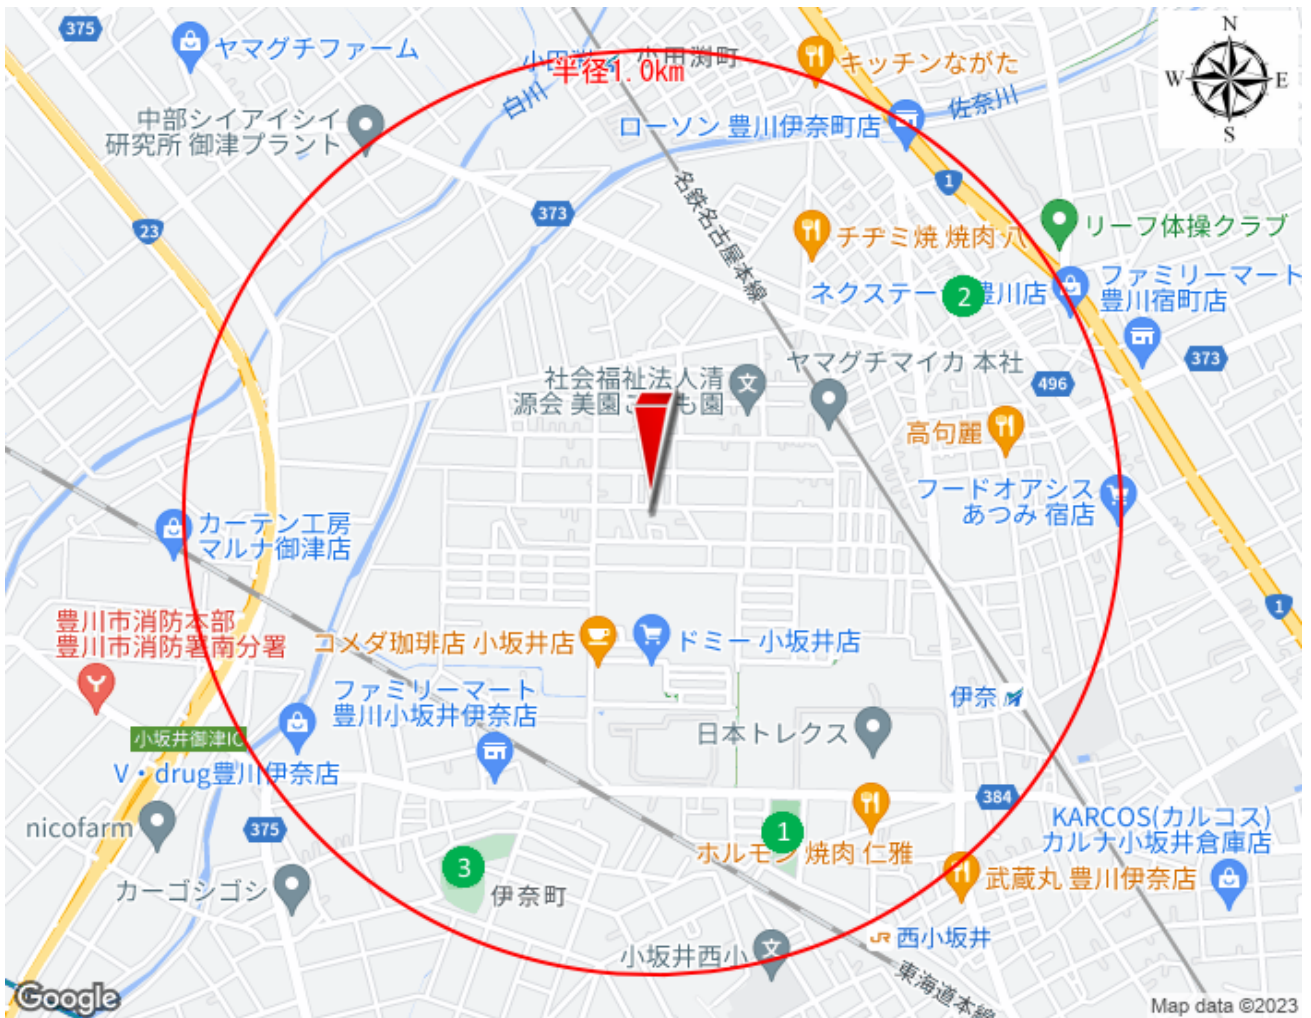 375
ヤマグチファーム
小田渕町
半径1.0km
キッチンながた
N
W
E
S
白川
佐奈川
中部シイアイシイ
研究所 御津プラント
ローソン 豊川伊奈町店
1
373
名鉄名古屋本線
23
チヂミ焼 焼肉 八
リーフ体操クラブ
ネクステー
2
豊川店
ファミリーマート
豊川宿町店
社会福祉法人清
源会 美園こども園
ヤマグチマイカ 本社
373
496
高句麗
フードオアシス
あつみ 宿店
カーテン工房
マルナ御津店
1
豊川市消防本部
豊川市消防署南分署
コメダ珈琲店 小坂井店
ドミー 小坂井店
ファミリーマート
豊川小坂井伊奈店
伊奈
日本トレクス
小坂井御津IC
V・drug豊川伊奈店
384
nicofarm
375
1
KARCOS(カルコス)
カルナ小坂井倉庫店
ホルモン 焼肉 仁雅
3
カーゴシゴシ
伊奈町
武蔵丸 豊川伊奈店
JR 西小坂井
小坂井西小
東海道本線
Google
Map data ©2023